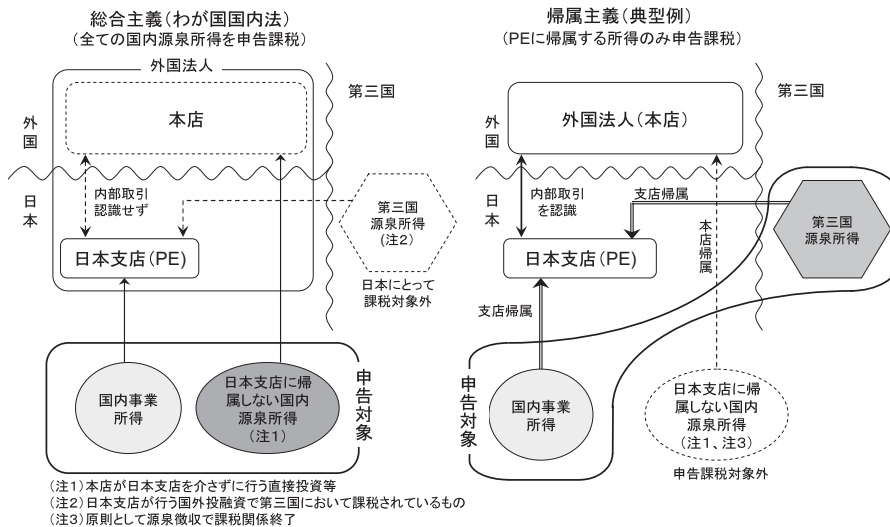 総合主義(わが国国内法)
(全ての国内源泉所得を申告課税)
外国法人
第三国
本店
外国
日本
内部取引
認識せず
第三国
源泉所得
(注2)
日本支店(PE)
日本にとって
課税対象外
国内事業
所得
日本支店に帰
属しない国内
源泉所得
(注1)
申告対象
帰属主義(典型例)
(PEに帰属する所得のみ申告課税)
第三国
外国法人(本店)
外国
日本
内部取引
を認識
支店帰属
本店帰属
第三国
源泉所得
日本支店(PE)
支店帰属
申告対象
国内事業
所得
日本支店に帰
属しない国内
源泉所得
(注1、注3)
申告課税対象外
(注1)本店が日本支店を介さずに行う直接投資等
(注2)日本支店が行う国外投融資で第三国において課税されているもの
(注3)原則として源泉徴収で課税関係終了